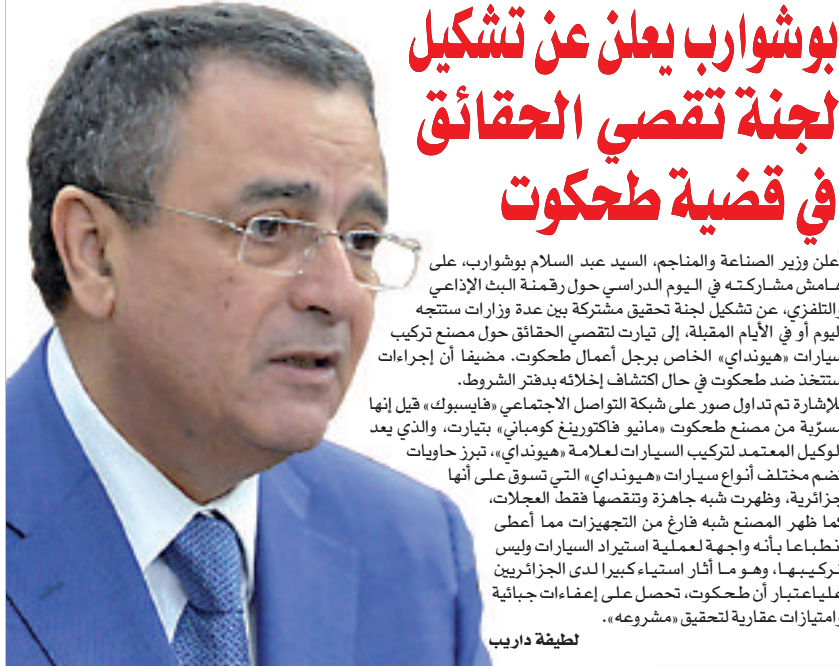 بوشوارب يعلن عن تشكيل
لجنة تقصي الحقائق
في قضية طحكوت
أعلن وزير الصناعة والمناجم، السيد عبد السلام بوشوارب، على
هامش مشاركته في اليوم الدراسي حول رقمنة البث الإذاعي
والتلفزي، عن تشكيل لجنة تحقيق مشتركة بين عدة وزارات ستتجه
اليوم أو في الأيام المقبلة، إلى تيارت لتقصي الحقائق حول مصنع تركيب
سيارات «هيونداي» الخاص برجل أعمال طحكوت. مضيفا أن إجراءات
ستتخذ ضد طحكوت في حال اكتشاف إخلائه بدفتر الشروط.
للاشارة تم تداول صور على شبكة التواصل الاجتماعي «فايسبوك» قيل إنها
مسرّبة من مصنع طحكوت «مانيو فاكتورينغ كومباني» بتيارت، والذي يعد
الوكيل المعتمد لتركيب السيارات لعلامة «هيونداي»، تبرز حاويات
تضم مختلف أنواع سيارات «هيونداي» التي تسوق على أنها
جزائرية، وظهرت شبه جاهزة وتنقصها فقط العجلات،
كما ظهر المصنع شبه فارغ من التجهيزات مما أعطى
انطباعا بأنه واجهة لعملية استيراد السيارات وليس
تركيبها، وهو ما أثار استياء كبيرا لدى الجزائريين
علىاعتبار أن طحكوت، تحصل على إعفاءات جبائية
وامتيازات عقارية لتحقيق «مشروعه».
لطيفة داريب